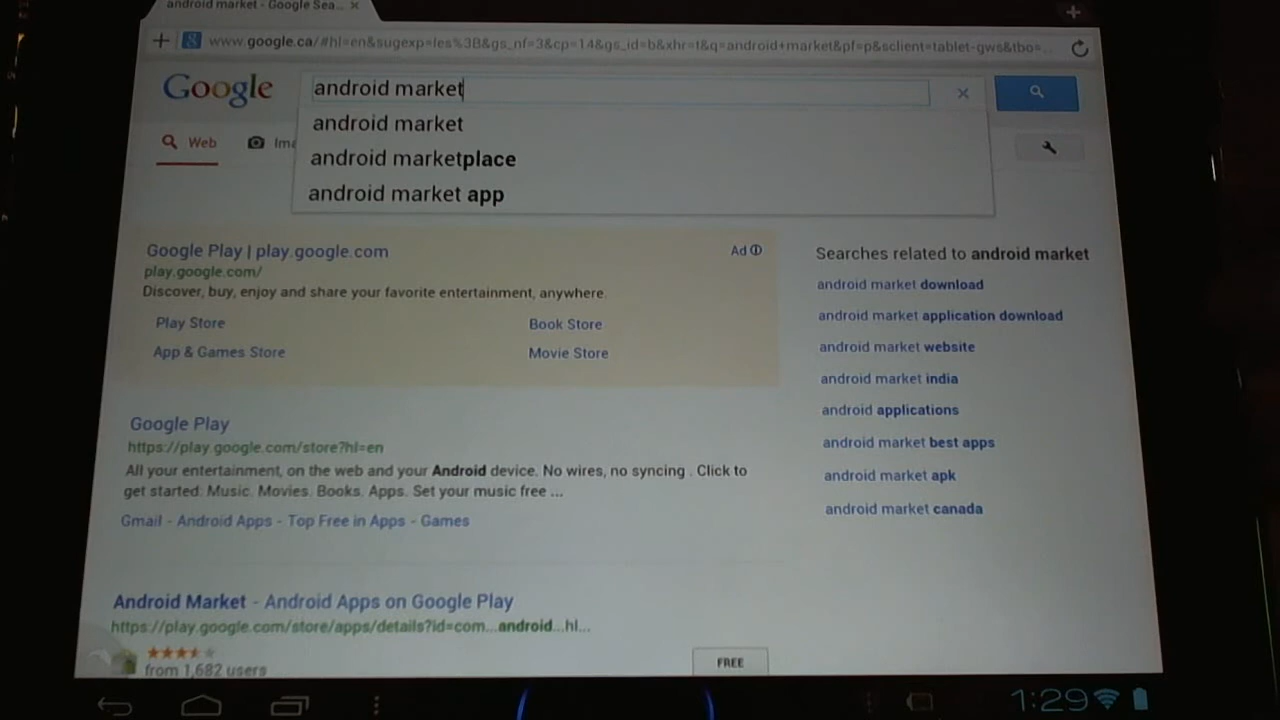 android market - Google Sea...
www.google.ca/#hl=en&sugexp=les%3B&gs_nf=3&cp=14&gs_id=b&xhr=t&q=android+market&pf=p&sclient=tablet-gws&tbo=...
Google android market
android market
android marketplace
android market app
Web Ima
Google Play | play.google.com Ad
play.google.com/
Discover, buy, enjoy and share your favorite entertainment, anywhere.
Play Store Book Store
App & Games Store Movie Store
Google Play
https://play.google.com/store?hl=en
All your entertainment, on the web and your Android device. No wires, no syncing . Click to
get started. Music. Movies. Books. Apps. Set your music free ...
Gmail - Android Apps - Top Free in Apps - Games
Android Market - Android Apps on Google Play
https://play.google.com/store/apps/details?id=com...android...hl...
from 1,682 users
FREE
Searches related to android market
android market download
android market application download
android market website
android market india
android applications
android market best apps
android market apk
android market canada
1:29